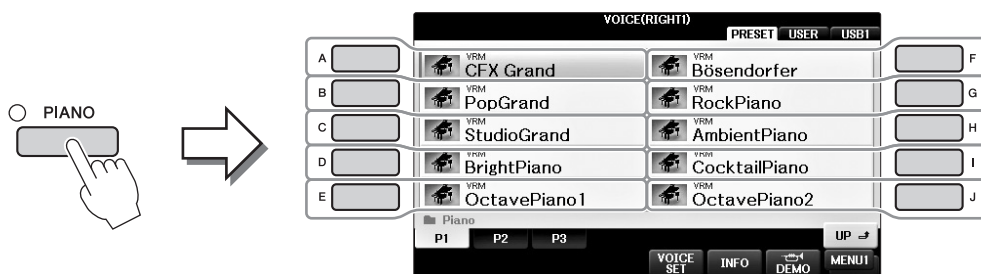 PIANO
VOICE(RIGHT1)
PRESET USER USB1
A VRM CFX Grand VRM Bösendorfer F
B VRM PopGrand VRM RockPiano G
C VRM StudioGrand VRM AmbientPiano H
D VRM BrightPiano VRM CocktailPiano I
E VRM OctavePiano1 VRM OctavePiano2 J
Piano
P1 P2 P3 UP
VOICE SET INFO DEMO MENU1